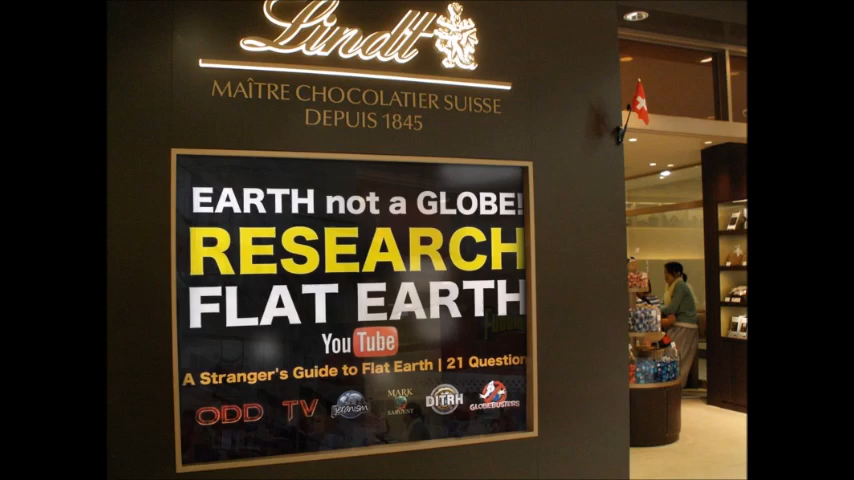 Lindt
MAÎTRE CHOCOLATIER SUISSE
DEPUIS 1845
EARTH not a GLOBE!
RESEARCH
FLAT EARTH
YouTube
A Stranger's Guide to Flat Earth | 21 Question
ODD TV jeranism MARK SARGENT DITRH GLOBEBUSTERS